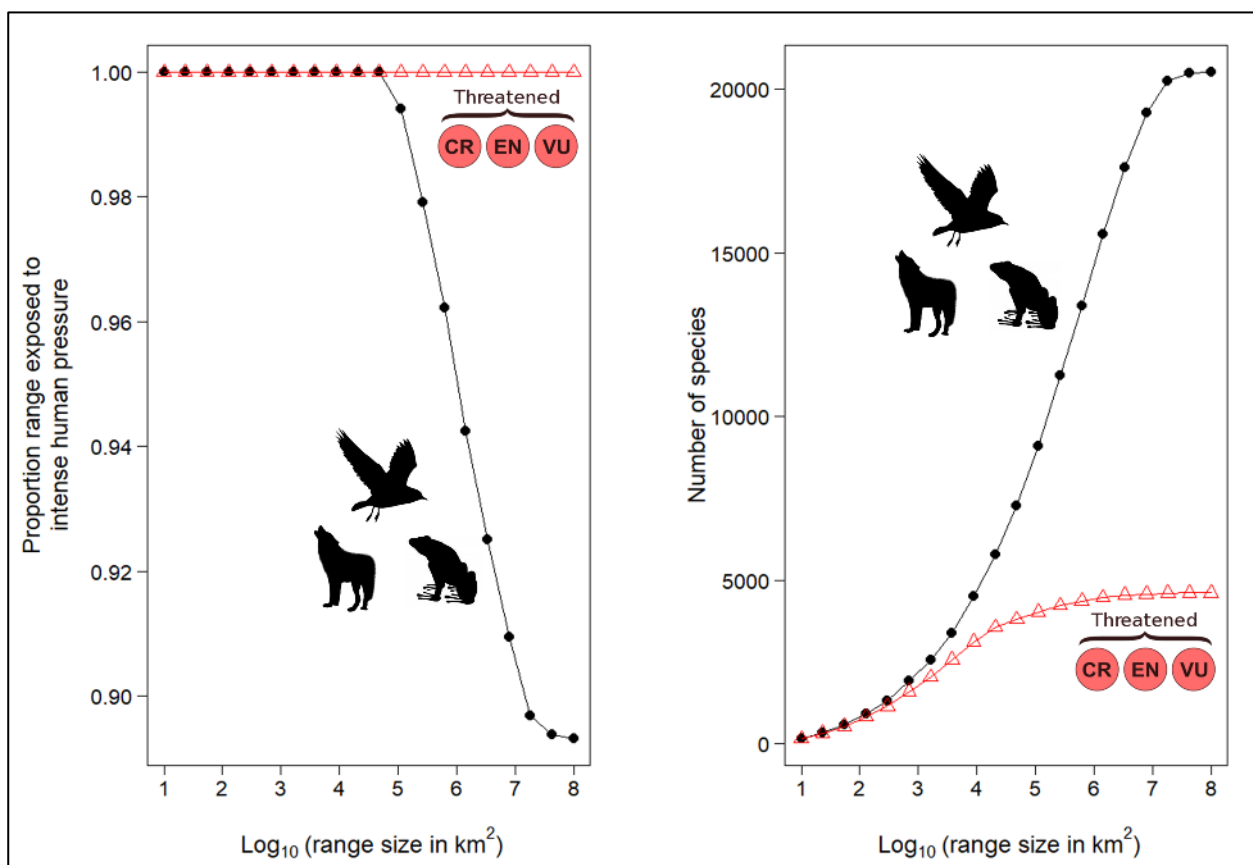 Proportion range exposed to
intense human pressure
1.00
0.98
0.96
0.94
0.92
0.90
Threatened
CR EN VU
1 2 3 4 5 6 7 8
Log10 (range size in km2)
Number of species
20000
15000
10000
5000
0
Threatened
CR EN VU
1 2 3 4 5 6 7 8
Log10 (range size in km2)